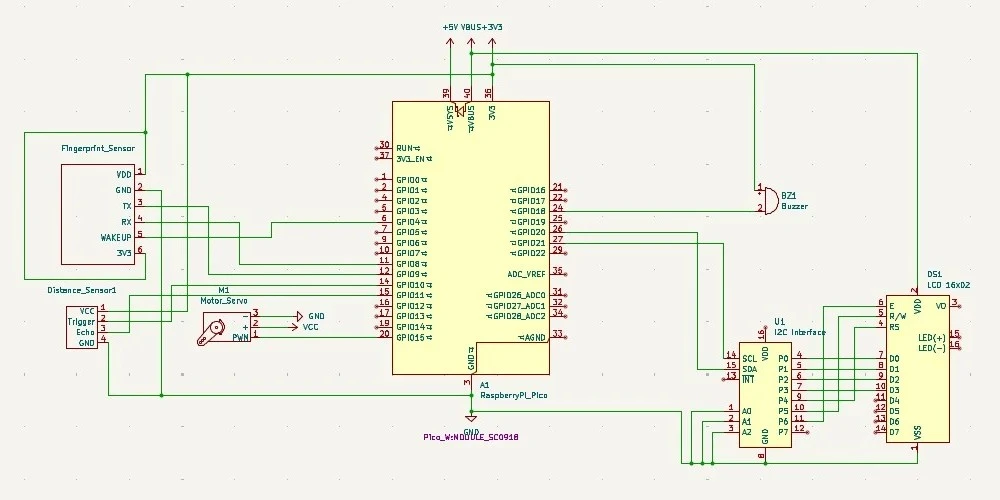 +5V VBUS +3V3
39
40
36
VSYS
VBUS
3V3
30 RUN
37 3V3_EN
1 GPIO0
2 GPIO1
4 GPIO2
5 GPIO3
6 GPIO4
7 GPIO5
9 GPIO6
10 GPIO7
11 GPIO8
12 GPIO9
14 GPIO10
15 GPIO11
16 GPIO12
17 GPIO13
19 GPIO14
20 GPIO15
GPIO16 21
GPIO17 22
GPIO18 24
GPIO19 25
GPIO20 26
GPIO21 27
GPIO22 29
ADC_VREF 35
GPIO26_ADC0 31
GPIO27_ADC1 32
GPIO28_ADC2 34
AGND 33
GND
3
A1
RaspberryPi_Pico
GND
Fingerprint_Sensor
VDD 1
GND 2
TX 3
RX 4
WAKEUP 5
3V3 6
Distance_Sensor1
VCC 1
Trigger 2
Echo 3
GND 4
M1
Motor_Servo
- 3 GND
+ 2 VCC
PWM 1
1
+
2
BZ1
Buzzer
U1
I2C Interface
16
VDD
14 SCL
15 SDA
13 INT
1 A0
2 A1
3 A2
P0 4
P1 5
P2 6
P3 7
P4 9
P5 10
P6 11
P7 12
GND
8
DS1
LCD 16x02
2
VDD
6 E
5 R/W
4 RS
7 D0
8 D1
9 D2
10 D3
11 D4
12 D5
13 D6
14 D7
VO 3
LED(+) 15
LED(-) 16
VSS
1